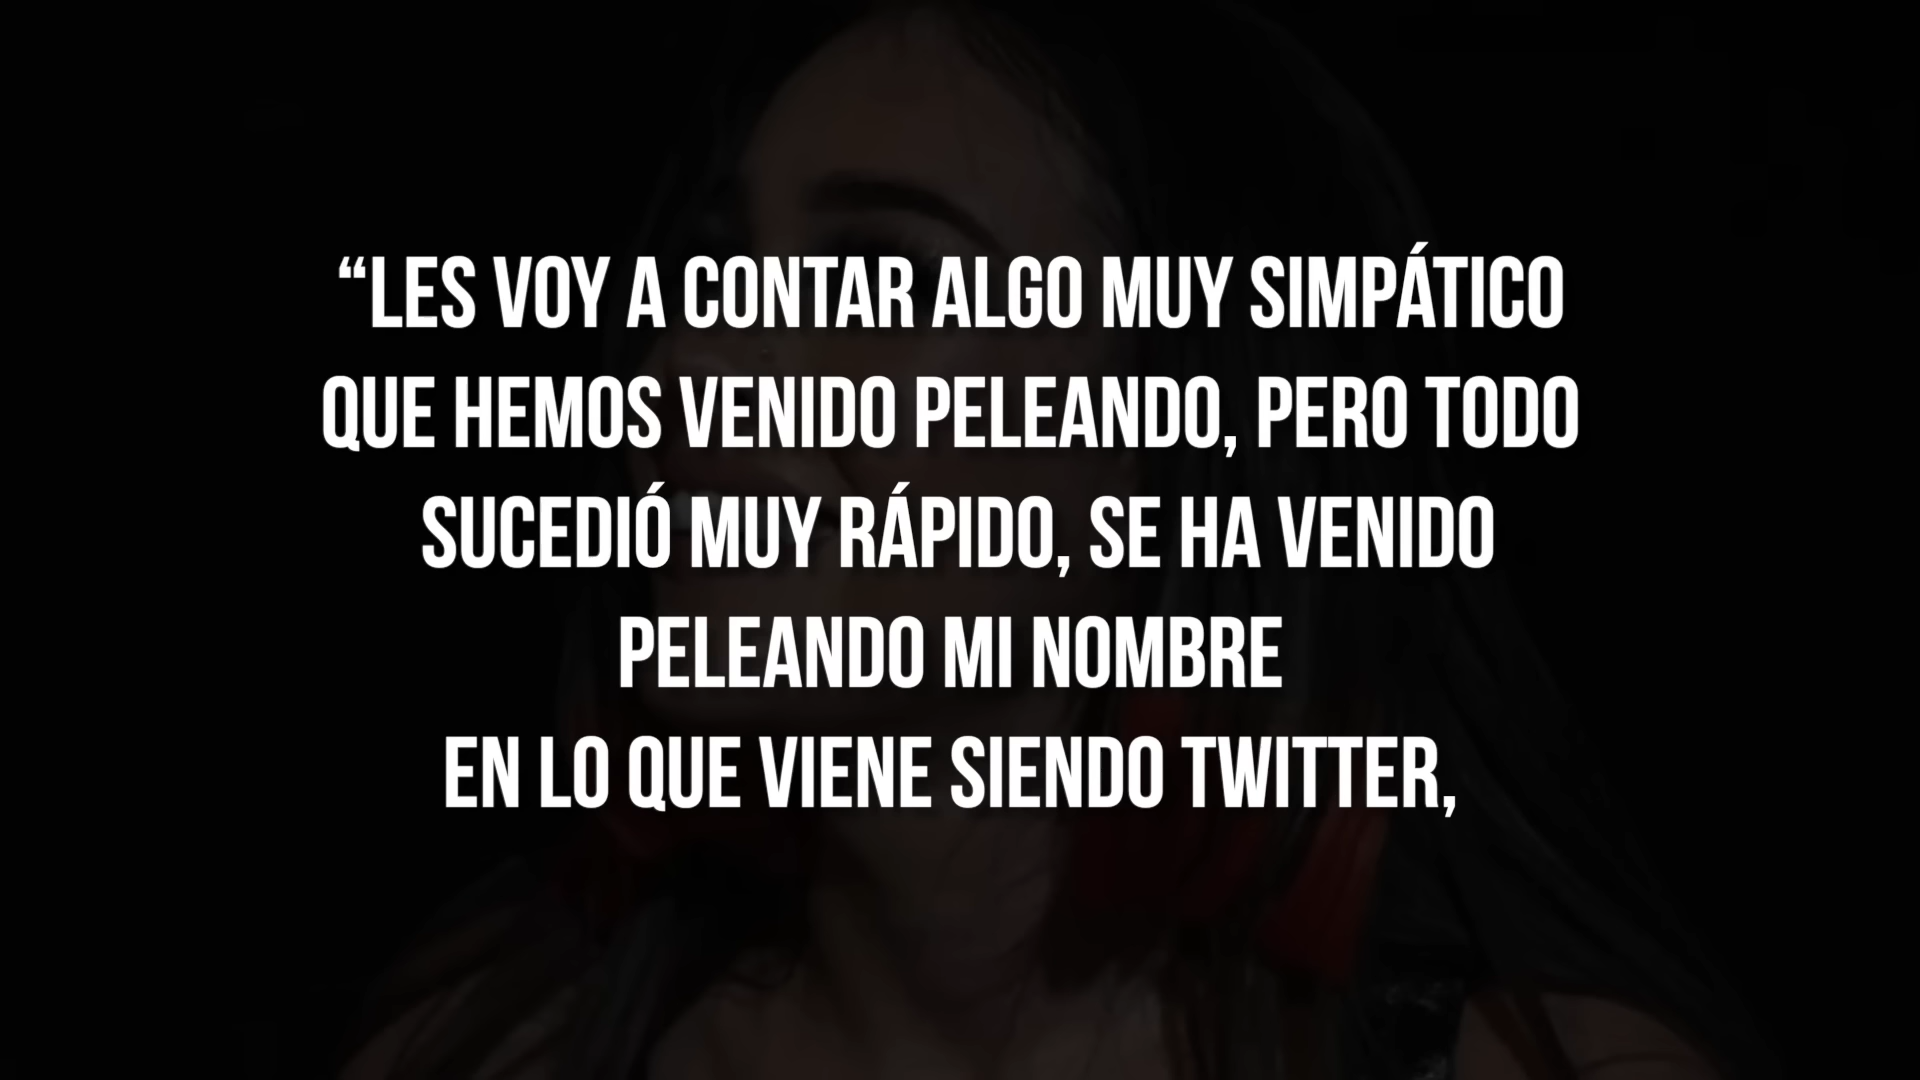 “LES VOY A CONTAR ALGO MUY SIMPÁTICO
QUE HEMOS VENIDO PELEANDO, PERO TODO
SUCEDIÓ MUY RÁPIDO, SE HA VENIDO
PELEANDO MI NOMBRE
EN LO QUE VIENE SIENDO TWITTER,